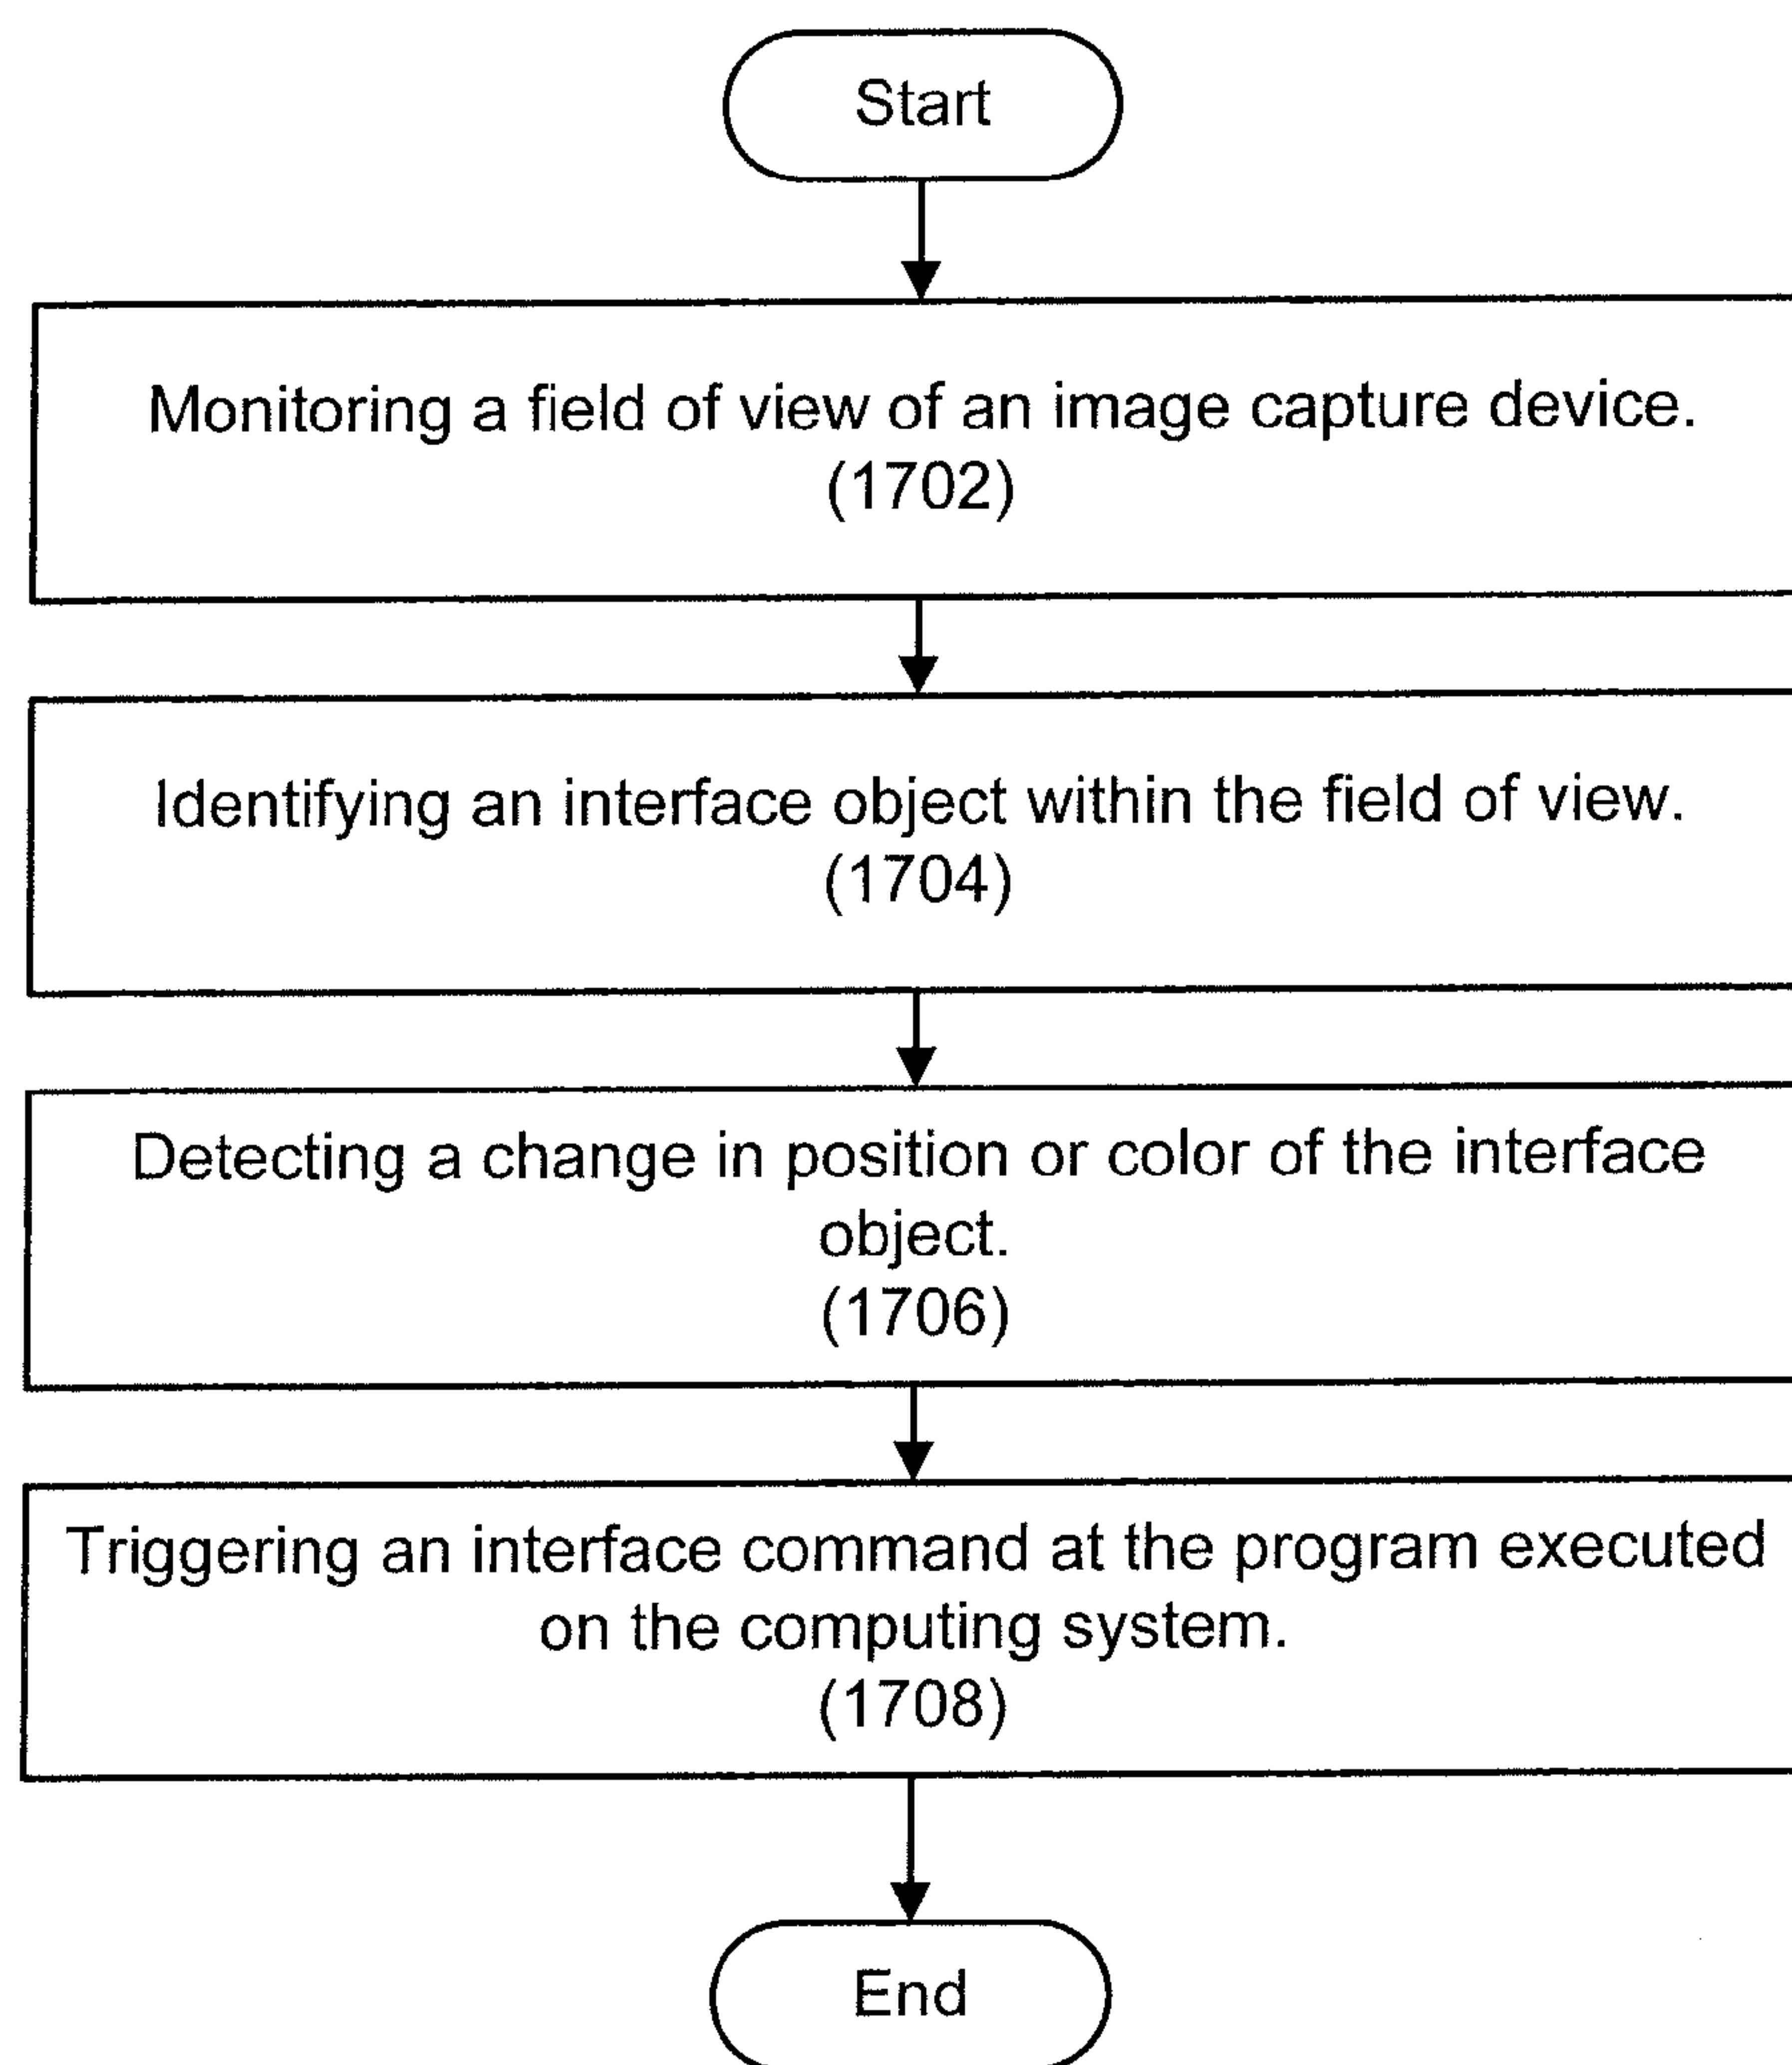 Start
Monitoring a field of view of an image capture device.
(1702)
Identifying an interface object within the field of view.
(1704)
Detecting a change in position or color of the interface
object.
(1706)
Triggering an interface command at the program executed
on the computing system.
(1708)
End